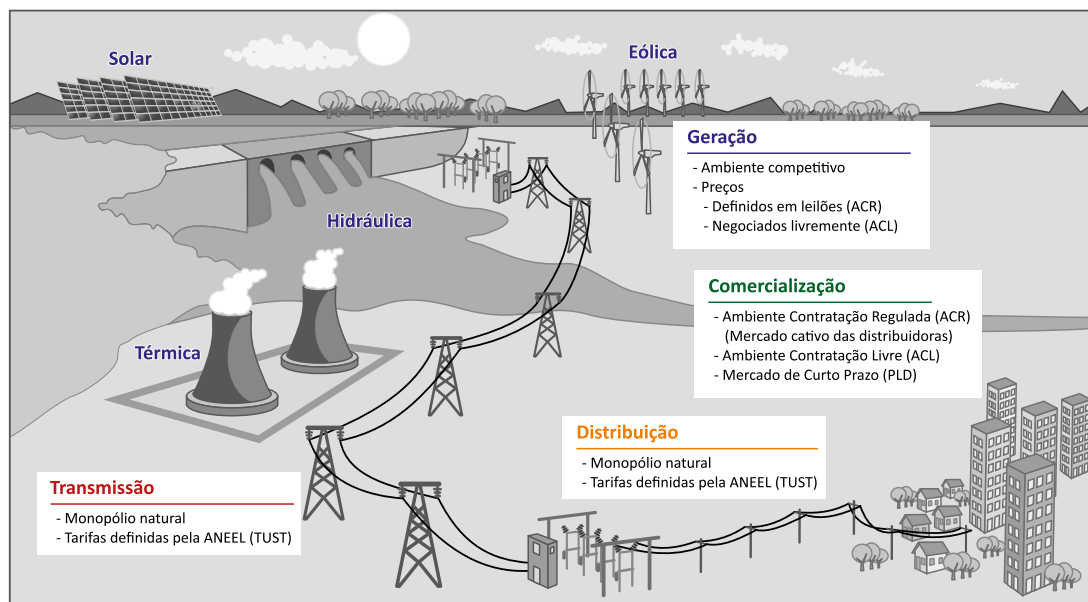 Solar
Eólica
Geração
- Ambiente competitivo
- Preços
- Definidos em leilões (ACR)
- Negociados livremente (ACL)
Hidráulica
Comercialização
- Ambiente Contratação Regulada (ACR)
(Mercado cativo das distribuidoras)
- Ambiente Contratação Livre (ACL)
- Mercado de Curto Prazo (PLD)
Térmica
Distribuição
- Monopólio natural
- Tarifas definidas pela ANEEL (TUST)
Transmissão
- Monopólio natural
- Tarifas definidas pela ANEEL (TUST)